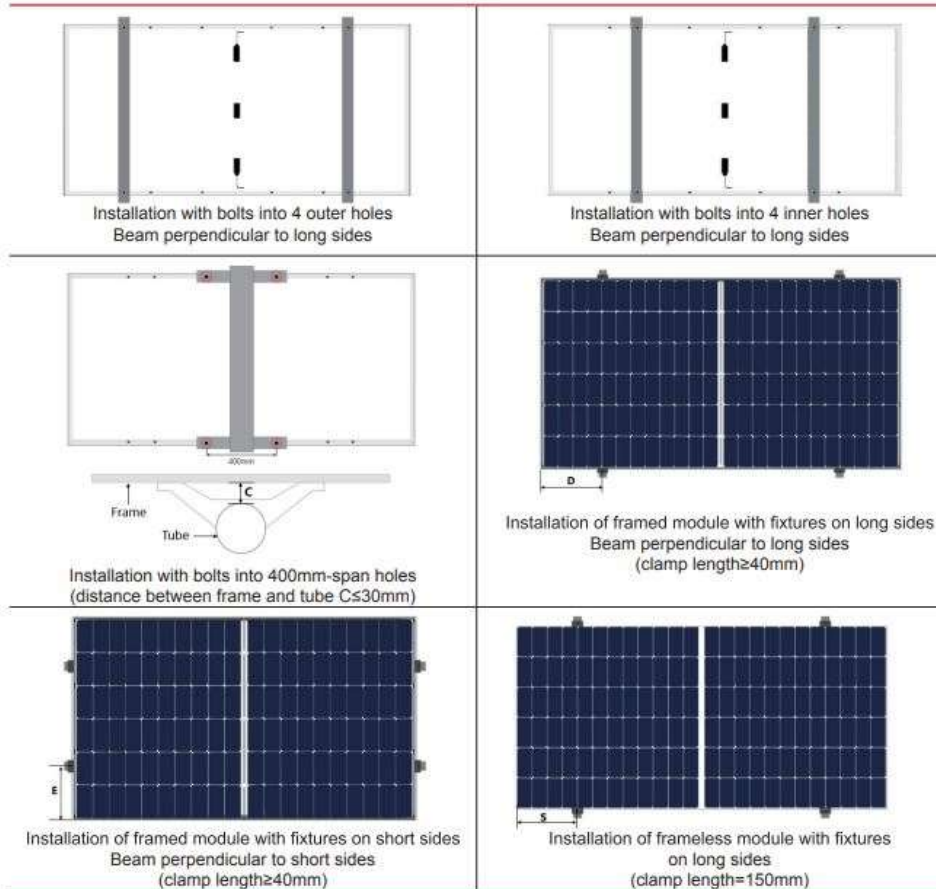 Installation with bolts into 4 outer holes
Beam perpendicular to long sides
Installation with bolts into 4 inner holes
Beam perpendicular to long sides
400mm
C
Frame
Tube
Installation with bolts into 400mm-span holes
(distance between frame and tube C≤30mm)
D
Installation of framed module with fixtures on long sides
Beam perpendicular to long sides
(clamp length≥40mm)
E
Installation of framed module with fixtures on short sides
Beam perpendicular to short sides
(clamp length≥40mm)
S
Installation of frameless module with fixtures
on long sides
(clamp length=150mm)